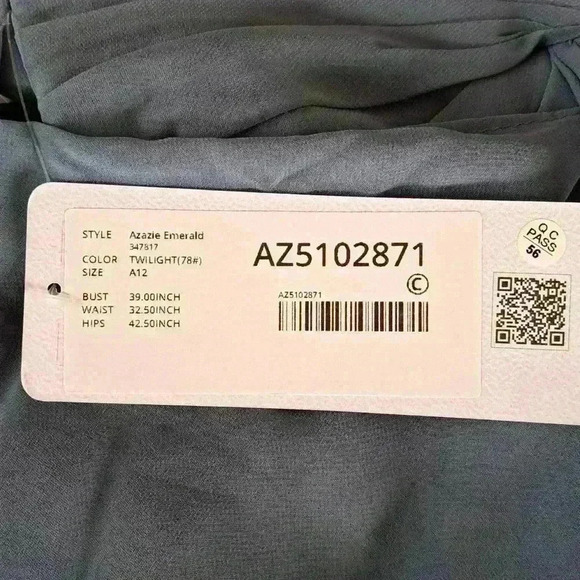 STYLE Azazie Emerald
347817
COLOR TWILIGHT(78#)
SIZE A12
BUST 39.00INCH
WAIST 32.50INCH
HIPS 42.50INCH
AZ5102871
©
AZ5102871
Q.C
PASS
56